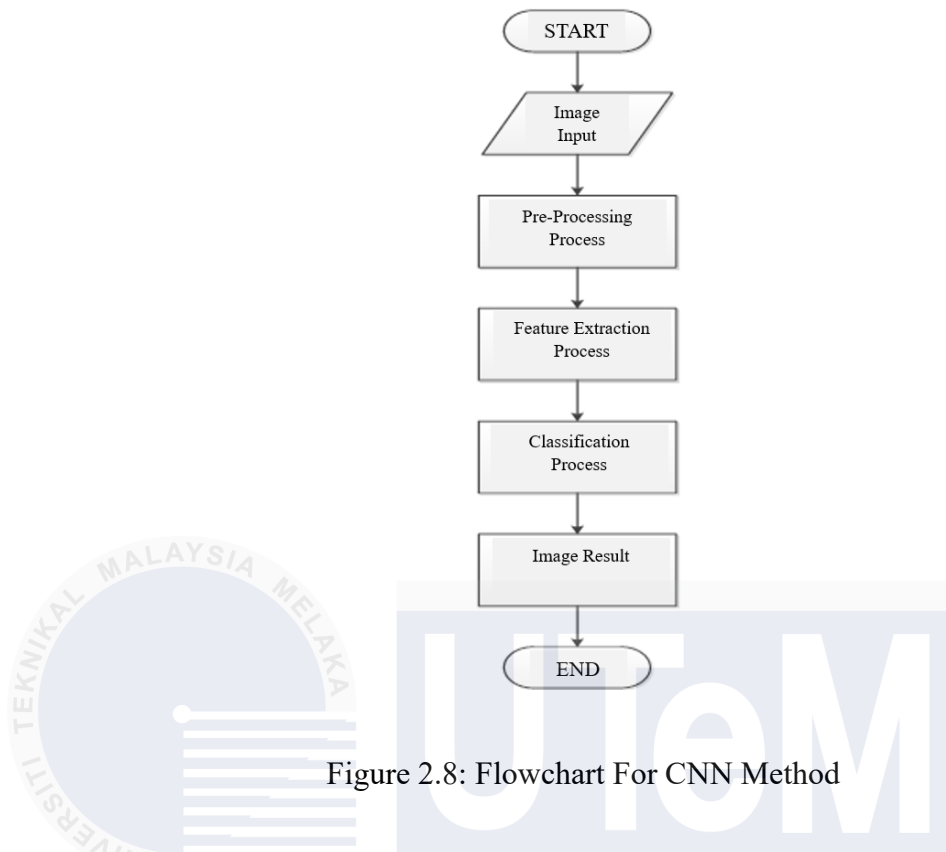 START
Image
Input
Pre-Processing
Process
Feature Extraction
Process
Classification
Process
Image Result
END
Figure 2.8: Flowchart For CNN Method
TEKNIKAL MALAYSIA MELAKA
UTeM